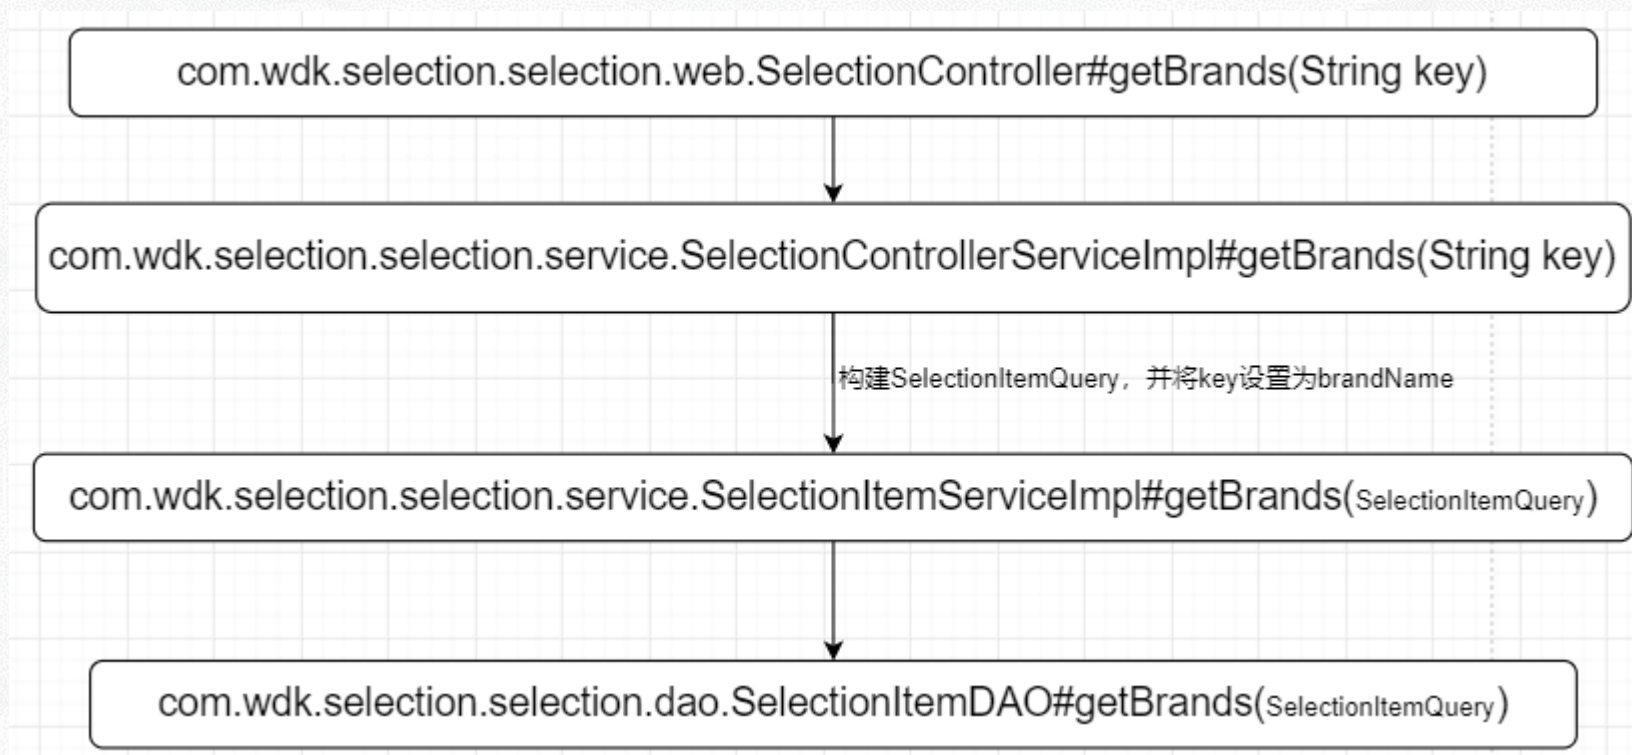 com.wdk.selection.selection.web.SelectionController#getBrands(String key)
com.wdk.selection.selection.service.SelectionControllerServiceImpl#getBrands(String key)
构建SelectionItemQuery，并将key设置为brandName
com.wdk.selection.selection.service.SelectionItemServiceImpl#getBrands(SelectionItemQuery)
com.wdk.selection.selection.dao.SelectionItemDAO#getBrands(SelectionItemQuery)